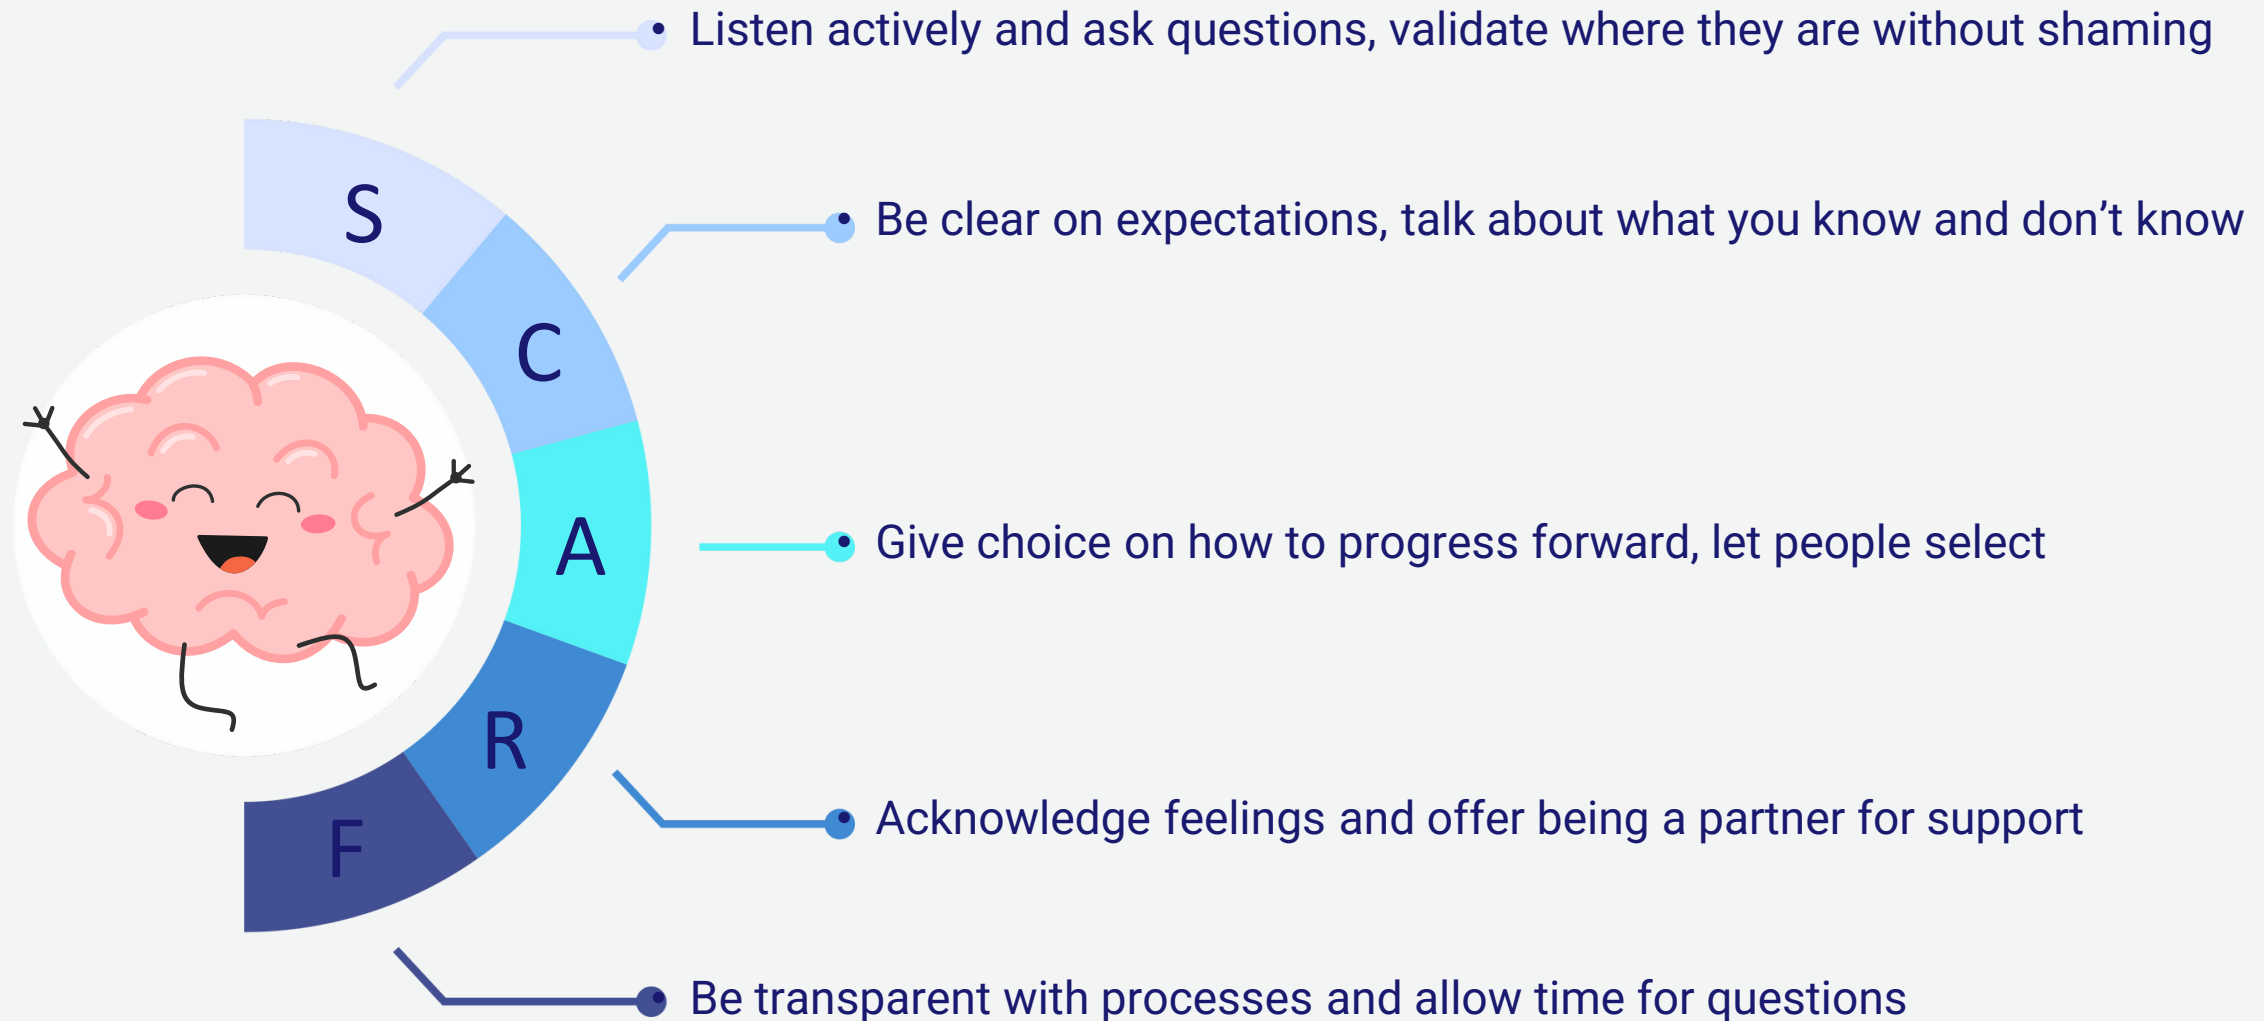 Listen actively and ask questions, validate where they are without shaming
S
Be clear on expectations, talk about what you know and don’t know
C
Give choice on how to progress forward, let people select
A
R
Acknowledge feelings and offer being a partner for support
F
Be transparent with processes and allow time for questions